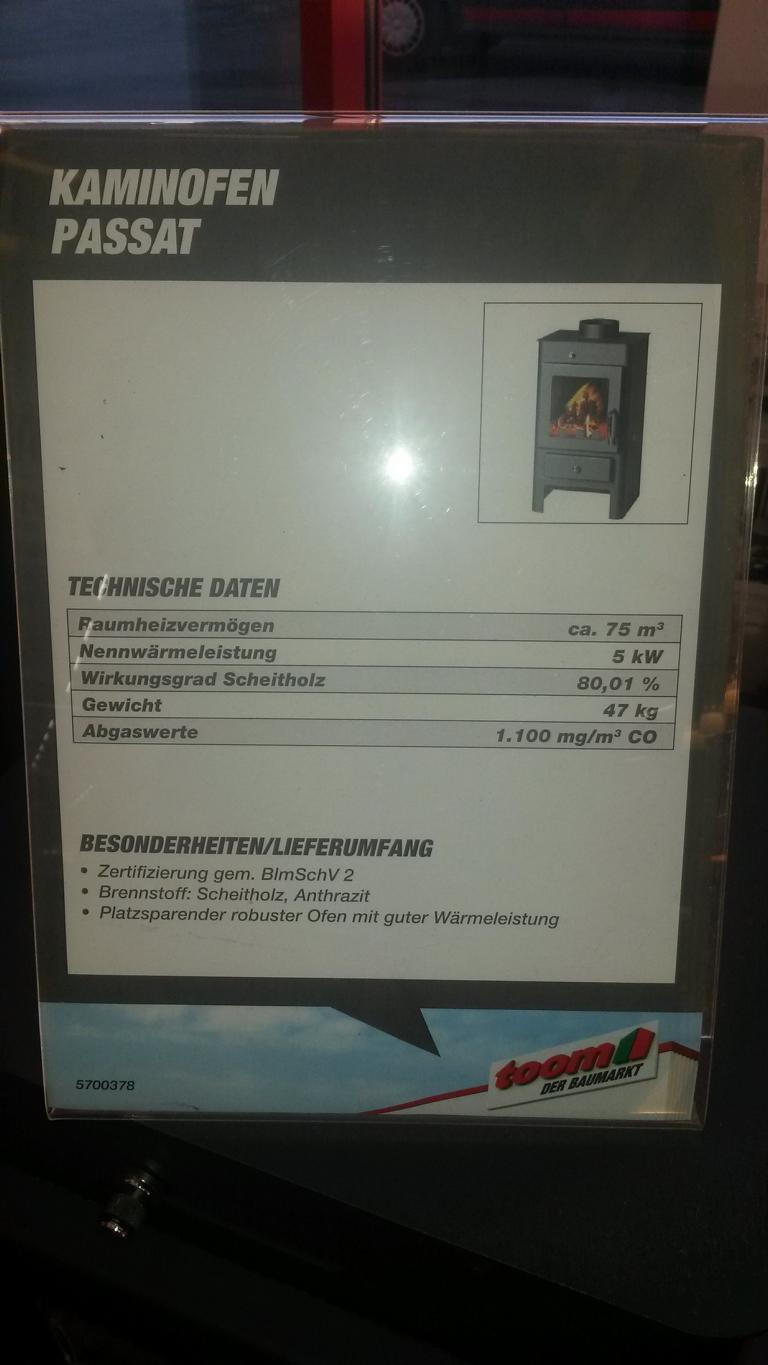 KAMINOFEN
PASSAT
TECHNISCHE DATEN
Raumheizvermögen ca. 75 m³
Nennwärmeleistung 5 kW
Wirkungsgrad Scheitholz 80,01 %
Gewicht 47 kg
Abgaswerte 1.100 mg/m³ CO
BESONDERHEITEN/LIEFERUMFANG
• Zertifizierung gem. BlmSchV 2
• Brennstoff: Scheitholz, Anthrazit
• Platzsparender robuster Ofen mit guter Wärmeleistung
toom
DER BAUMARKT
5700378